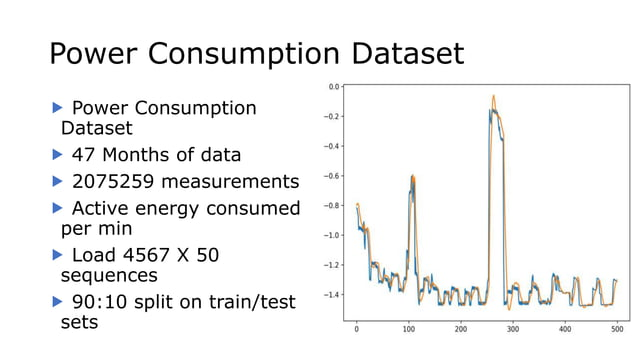 Power Consumption Dataset
Power Consumption
Dataset
47 Months of data
2075259 measurements
Active energy consumed
per min
Load 4567 X 50
sequences
90:10 split on train/test
sets
0.0
−0.2
−0.4
−0.6
−0.8
−1.0
−1.2
−1.4
0 100 200 300 400 500